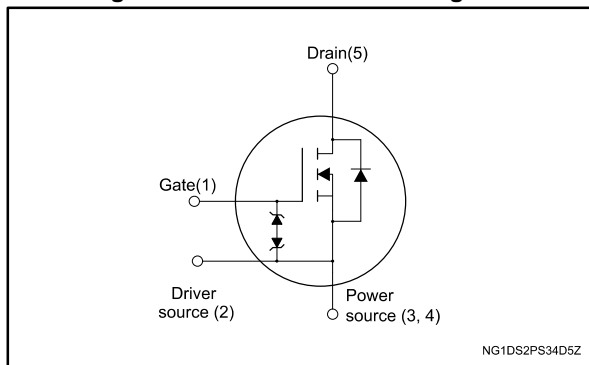 Drain(5)
Gate(1)
Driver
source (2)
Power
source (3, 4)
NG1DS2PS34D5Z